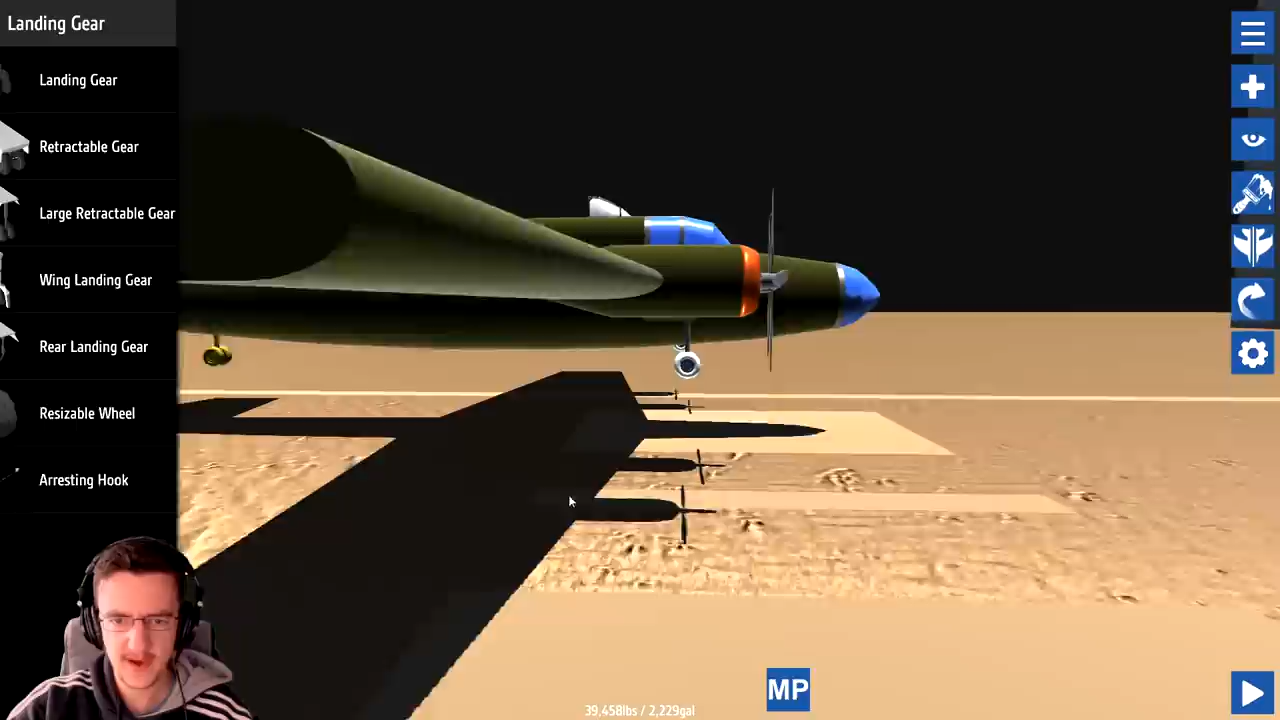 Landing Gear
Landing Gear
Retractable Gear
Large Retractable Gear
Wing Landing Gear
Rear Landing Gear
Resizable Wheel
Arresting Hook
MP
39,458lbs / 2,229gal